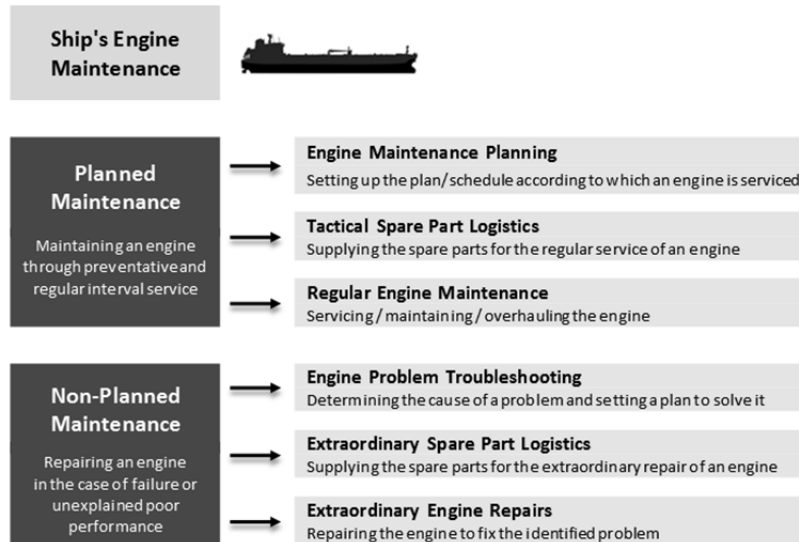 Ship's Engine
Maintenance
Planned
Maintenance
Maintaining an engine
through preventative and
regular interval service
Engine Maintenance Planning
Setting up the plan/schedule according to which an engine is serviced
Tactical Spare Part Logistics
Supplying the spare parts for the regular service of an engine
Regular Engine Maintenance
Servicing / maintaining / overhauling the engine
Non-Planned
Maintenance
Repairing an engine
in the case of failure or
unexplained poor
performance
Engine Problem Troubleshooting
Determining the cause of a problem and setting a plan to solve it
Extraordinary Spare Part Logistics
Supplying the spare parts for the extraordinary repair of an engine
Extraordinary Engine Repairs
Repairing the engine to fix the identified problem